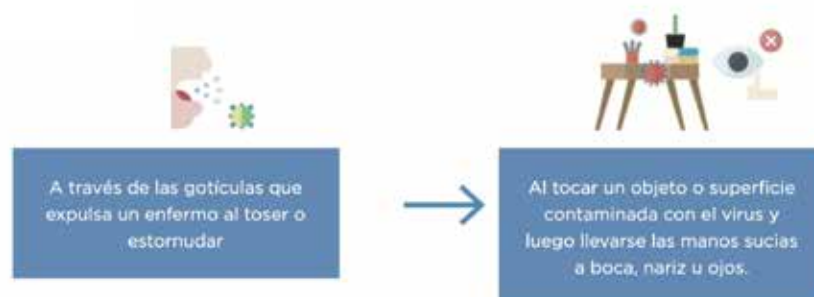 A través de las gotículas que
expulsa un enfermo al toser o
estornudar
Al tocar un objeto o superficie
contaminada con el virus y
luego llevarse las manos sucias
a boca, nariz u ojos.